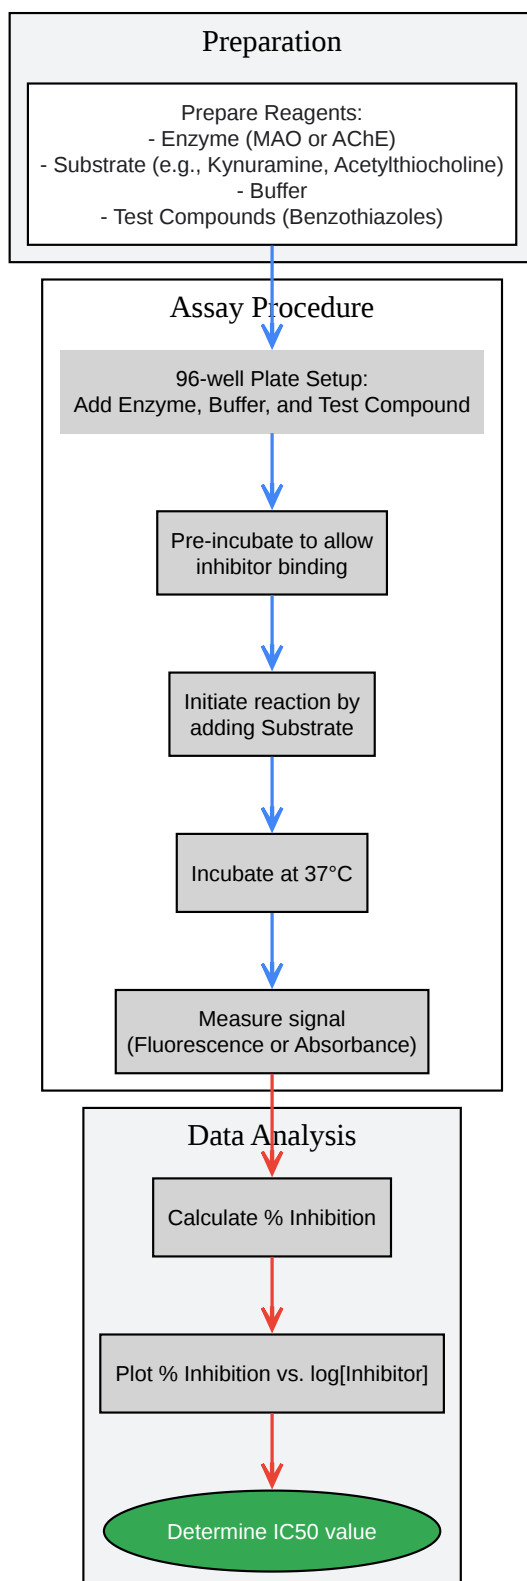 Preparation
Prepare Reagents:
- Enzyme (MAO or AChE)
- Substrate (e.g., Kynuramine, Acetylthiocholine)
- Buffer
- Test Compounds (Benzothiazoles)
Assay Procedure
96-well Plate Setup:
Add Enzyme, Buffer, and Test Compound
Pre-incubate to allow
inhibitor binding
Initiate reaction by
adding Substrate
Incubate at 37°C
Measure signal
(Fluorescence or Absorbance)
Data Analysis
Calculate % Inhibition
Plot % Inhibition vs. log[Inhibitor]
Determine IC50 value